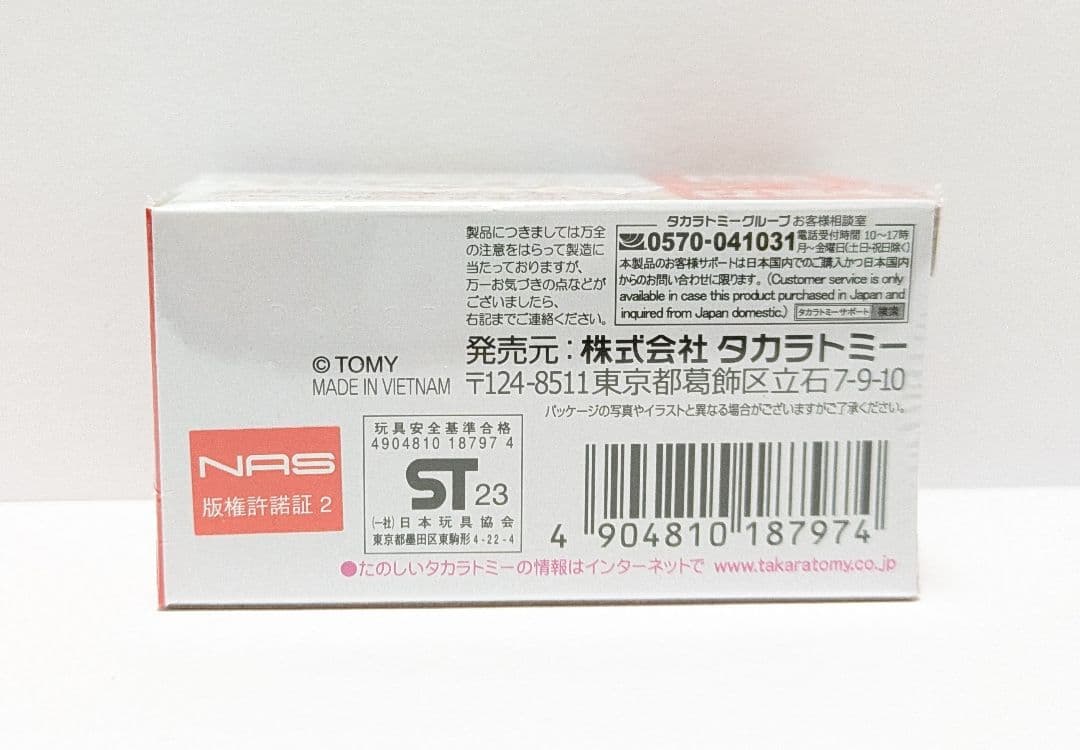 製品につきましては万全
の注意をはらって製造に
当たっておりますが、
万一お気づきの点などが
ございましたら、
右記までご連絡ください。
タカラトミーグループ お客様相談室
0570-041031 電話受付時間 10〜17時
月〜金曜日(土日・祝日除く)
本製品のお客様サポートは日本国内でのご購入かつ日本国内
からのお問い合わせに限ります。(Customer service is only
available in case this product purchased in Japan and
inquired from Japan domestic.) タカラトミーサポート 検索
© TOMY
MADE IN VIETNAM
発売元:株式会社 タカラトミー
〒124-8511 東京都葛飾区立石7-9-10
パッケージの写真やイラストと異なる場合がございますがご了承ください。
NAS
版権許諾証 2
玩具安全基準合格
4904810 18797 4
ST 23
(一社)日本玩具協会
東京都墨田区東駒形4-22-4
4 904810 187974
●たのしいタカラトミーの情報はインターネットで www.takaratomy.co.jp